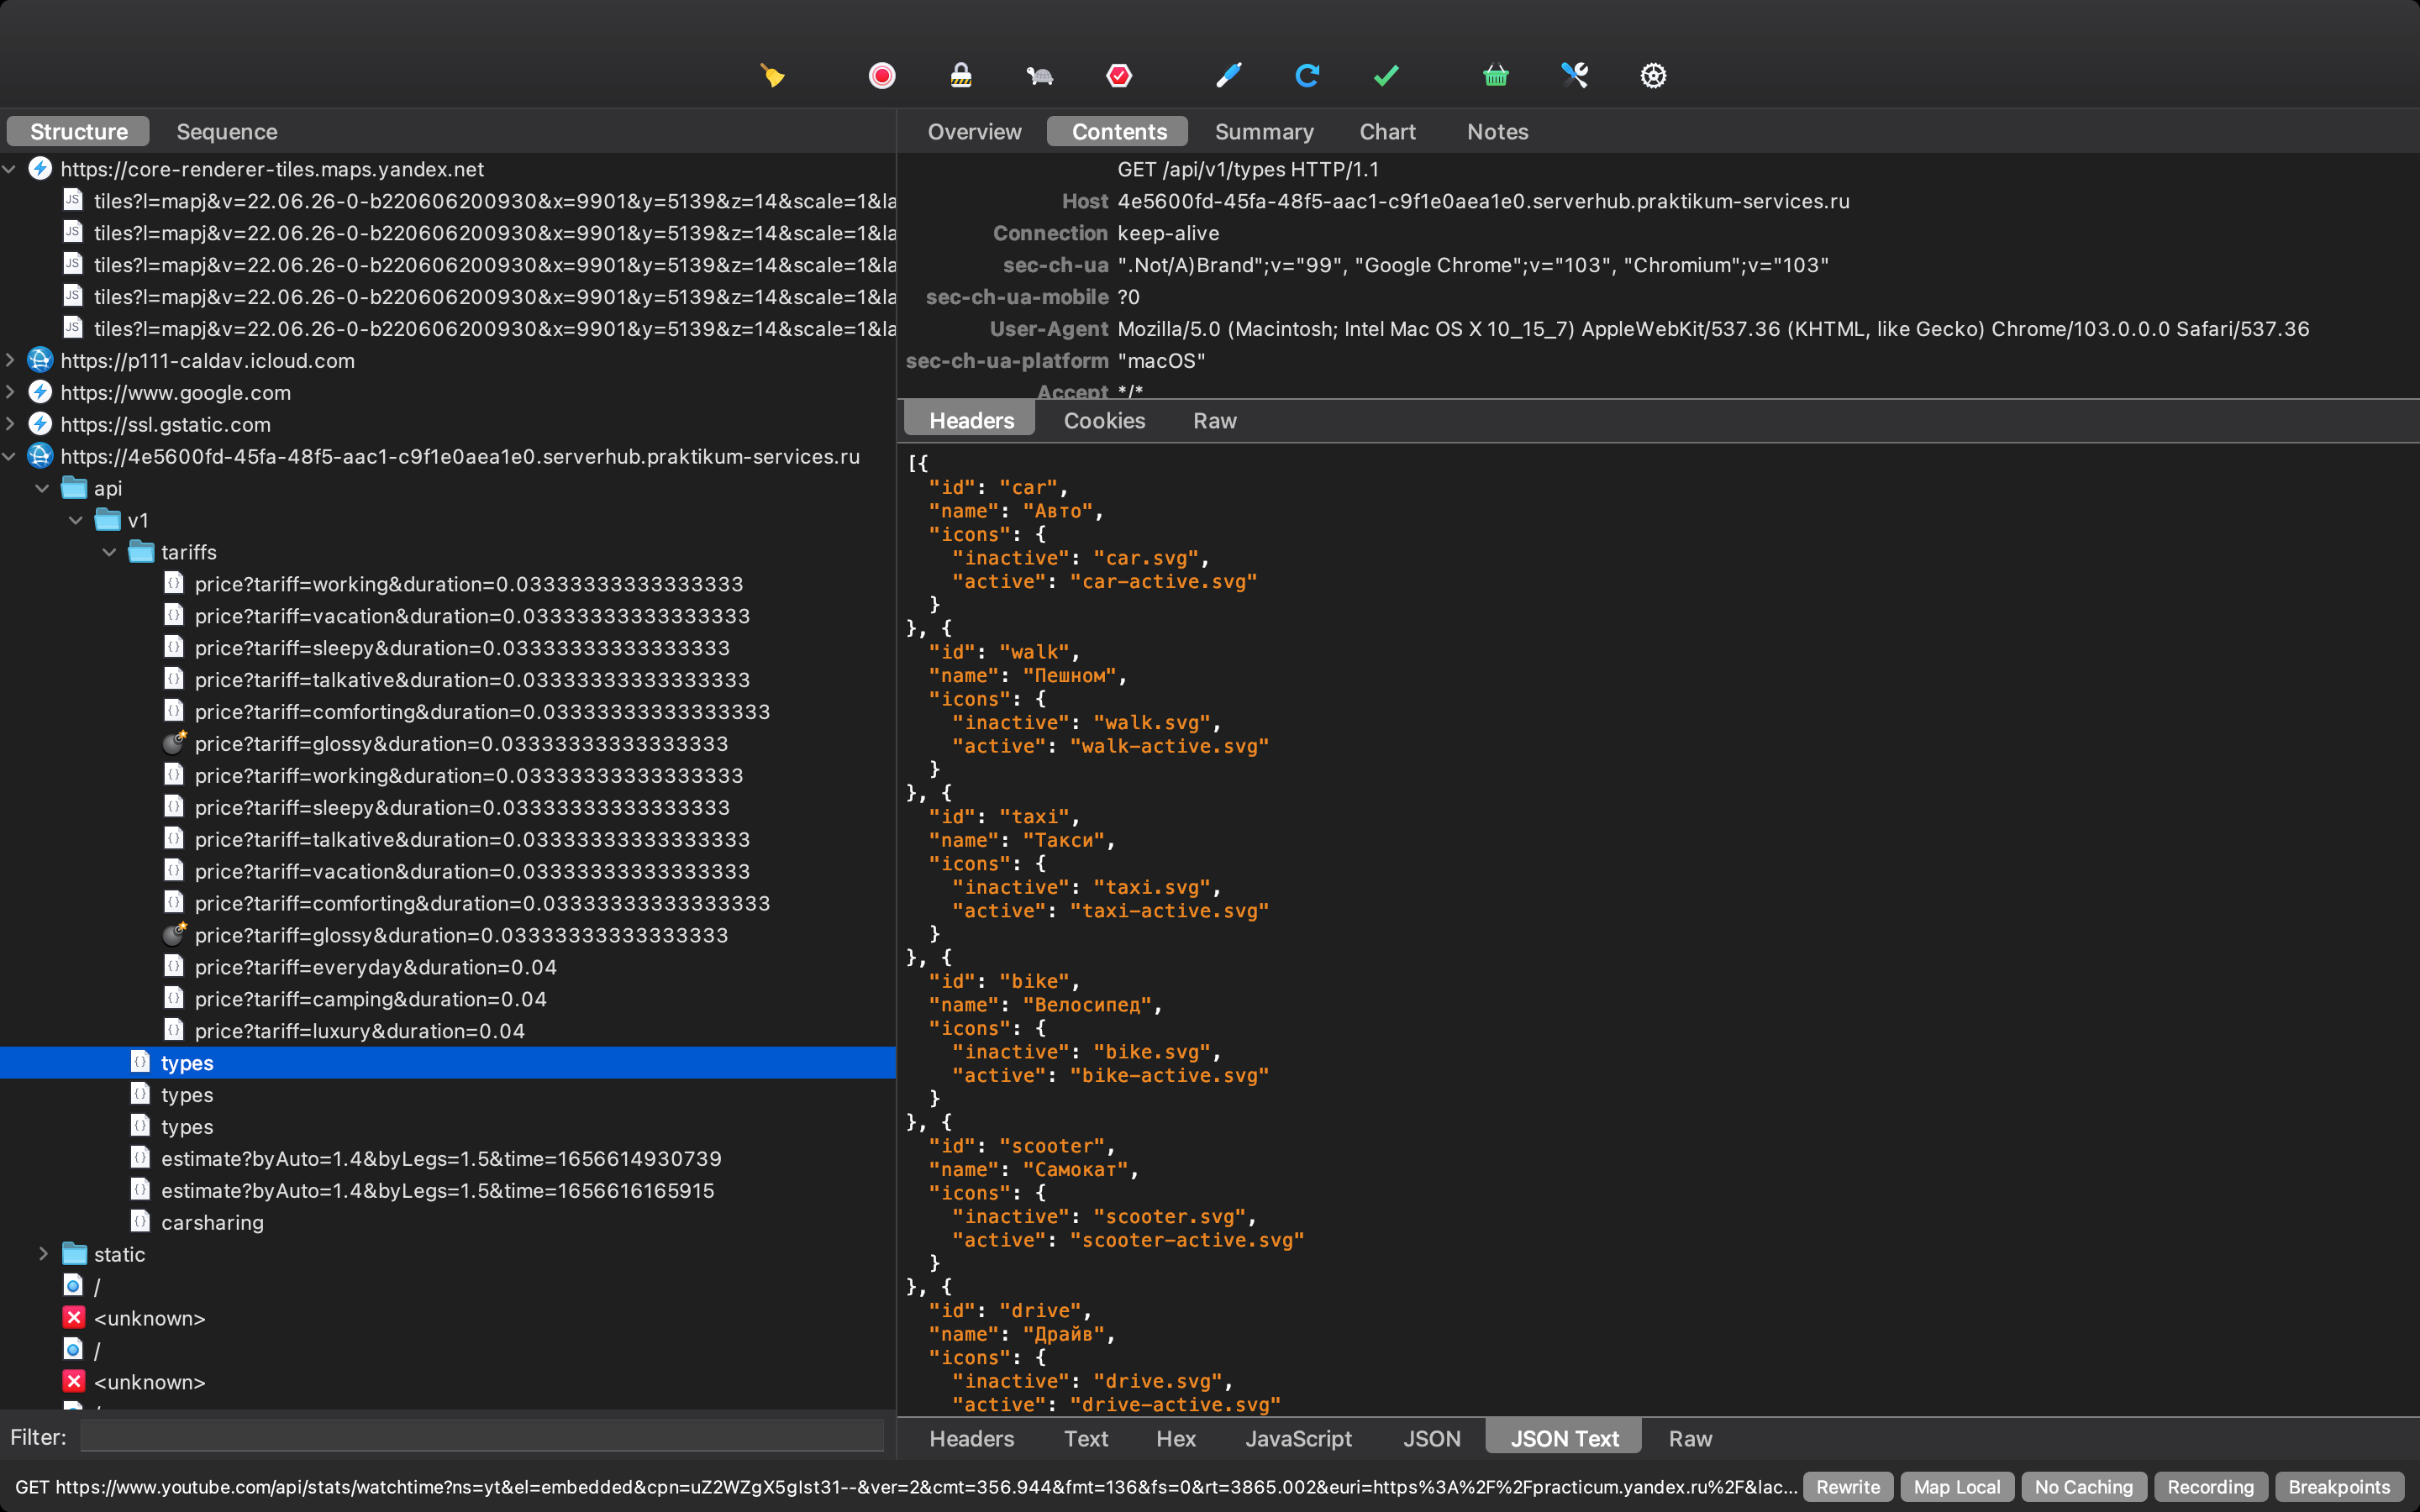 Structure
Sequence
https://core-renderer-tiles.maps.yandex.net
tiles?l=mapj&v=22.06.26-0-b220606200930&x=9901&y=5139&z=14&scale=1&la
tiles?l=mapj&v=22.06.26-0-b220606200930&x=9901&y=5139&z=14&scale=1&la
tiles?l=mapj&v=22.06.26-0-b220606200930&x=9901&y=5139&z=14&scale=1&la
tiles?l=mapj&v=22.06.26-0-b220606200930&x=9901&y=5139&z=14&scale=1&la
tiles?l=mapj&v=22.06.26-0-b220606200930&x=9901&y=5139&z=14&scale=1&la
https://p111-caldav.icloud.com
https://www.google.com
https://ssl.gstatic.com
https://4e5600fd-45fa-48f5-aac1-c9f1e0aea1e0.serverhub.praktikum-services.ru
api
v1
tariffs
price?tariff=working&duration=0.03333333333333333
price?tariff=vacation&duration=0.03333333333333333
price?tariff=sleepy&duration=0.03333333333333333
price?tariff=talkative&duration=0.03333333333333333
price?tariff=comforting&duration=0.03333333333333333
price?tariff=glossy&duration=0.03333333333333333
price?tariff=working&duration=0.03333333333333333
price?tariff=sleepy&duration=0.03333333333333333
price?tariff=talkative&duration=0.03333333333333333
price?tariff=vacation&duration=0.03333333333333333
price?tariff=comforting&duration=0.03333333333333333
price?tariff=glossy&duration=0.03333333333333333
price?tariff=everyday&duration=0.04
price?tariff=camping&duration=0.04
price?tariff=luxury&duration=0.04
types
types
types
estimate?byAuto=1.4&byLegs=1.5&time=1656614930739
estimate?byAuto=1.4&byLegs=1.5&time=1656616165915
carsharing
static
/
<unknown>
/
<unknown>
Filter:
Overview
Contents
Summary
Chart
Notes
GET /api/v1/types HTTP/1.1
Host 4e5600fd-45fa-48f5-aac1-c9f1e0aea1e0.serverhub.praktikum-services.ru
Connection keep-alive
sec-ch-ua ".Not/A)Brand";v="99", "Google Chrome";v="103", "Chromium";v="103"
sec-ch-ua-mobile ?0
User-Agent Mozilla/5.0 (Macintosh; Intel Mac OS X 10_15_7) AppleWebKit/537.36 (KHTML, like Gecko) Chrome/103.0.0.0 Safari/537.36
sec-ch-ua-platform "macOS"
Accept */*
Headers
Cookies
Raw
[{
"id": "car",
"name": "Авто",
"icons": {
"inactive": "car.svg",
"active": "car-active.svg"
}
}, {
"id": "walk",
"name": "Пешном",
"icons": {
"inactive": "walk.svg",
"active": "walk-active.svg"
}
}, {
"id": "taxi",
"name": "Такси",
"icons": {
"inactive": "taxi.svg",
"active": "taxi-active.svg"
}
}, {
"id": "bike",
"name": "Велосипед",
"icons": {
"inactive": "bike.svg",
"active": "bike-active.svg"
}
}, {
"id": "scooter",
"name": "Самокат",
"icons": {
"inactive": "scooter.svg",
"active": "scooter-active.svg"
}
}, {
"id": "drive",
"name": "Драйв",
"icons": {
"inactive": "drive.svg",
"active": "drive-active.svg"
Headers
Text
Hex
JavaScript
JSON
JSON Text
Raw
GET https://www.youtube.com/api/stats/watchtime?ns=yt&el=embedded&cpn=uZ2WZgX5gIst31--&ver=2&cmt=356.944&fmt=136&fs=0&rt=3865.002&euri=https%3A%2F%2Fpracticum.yandex.ru%2F&lac...
Rewrite
Map Local
No Caching
Recording
Breakpoints